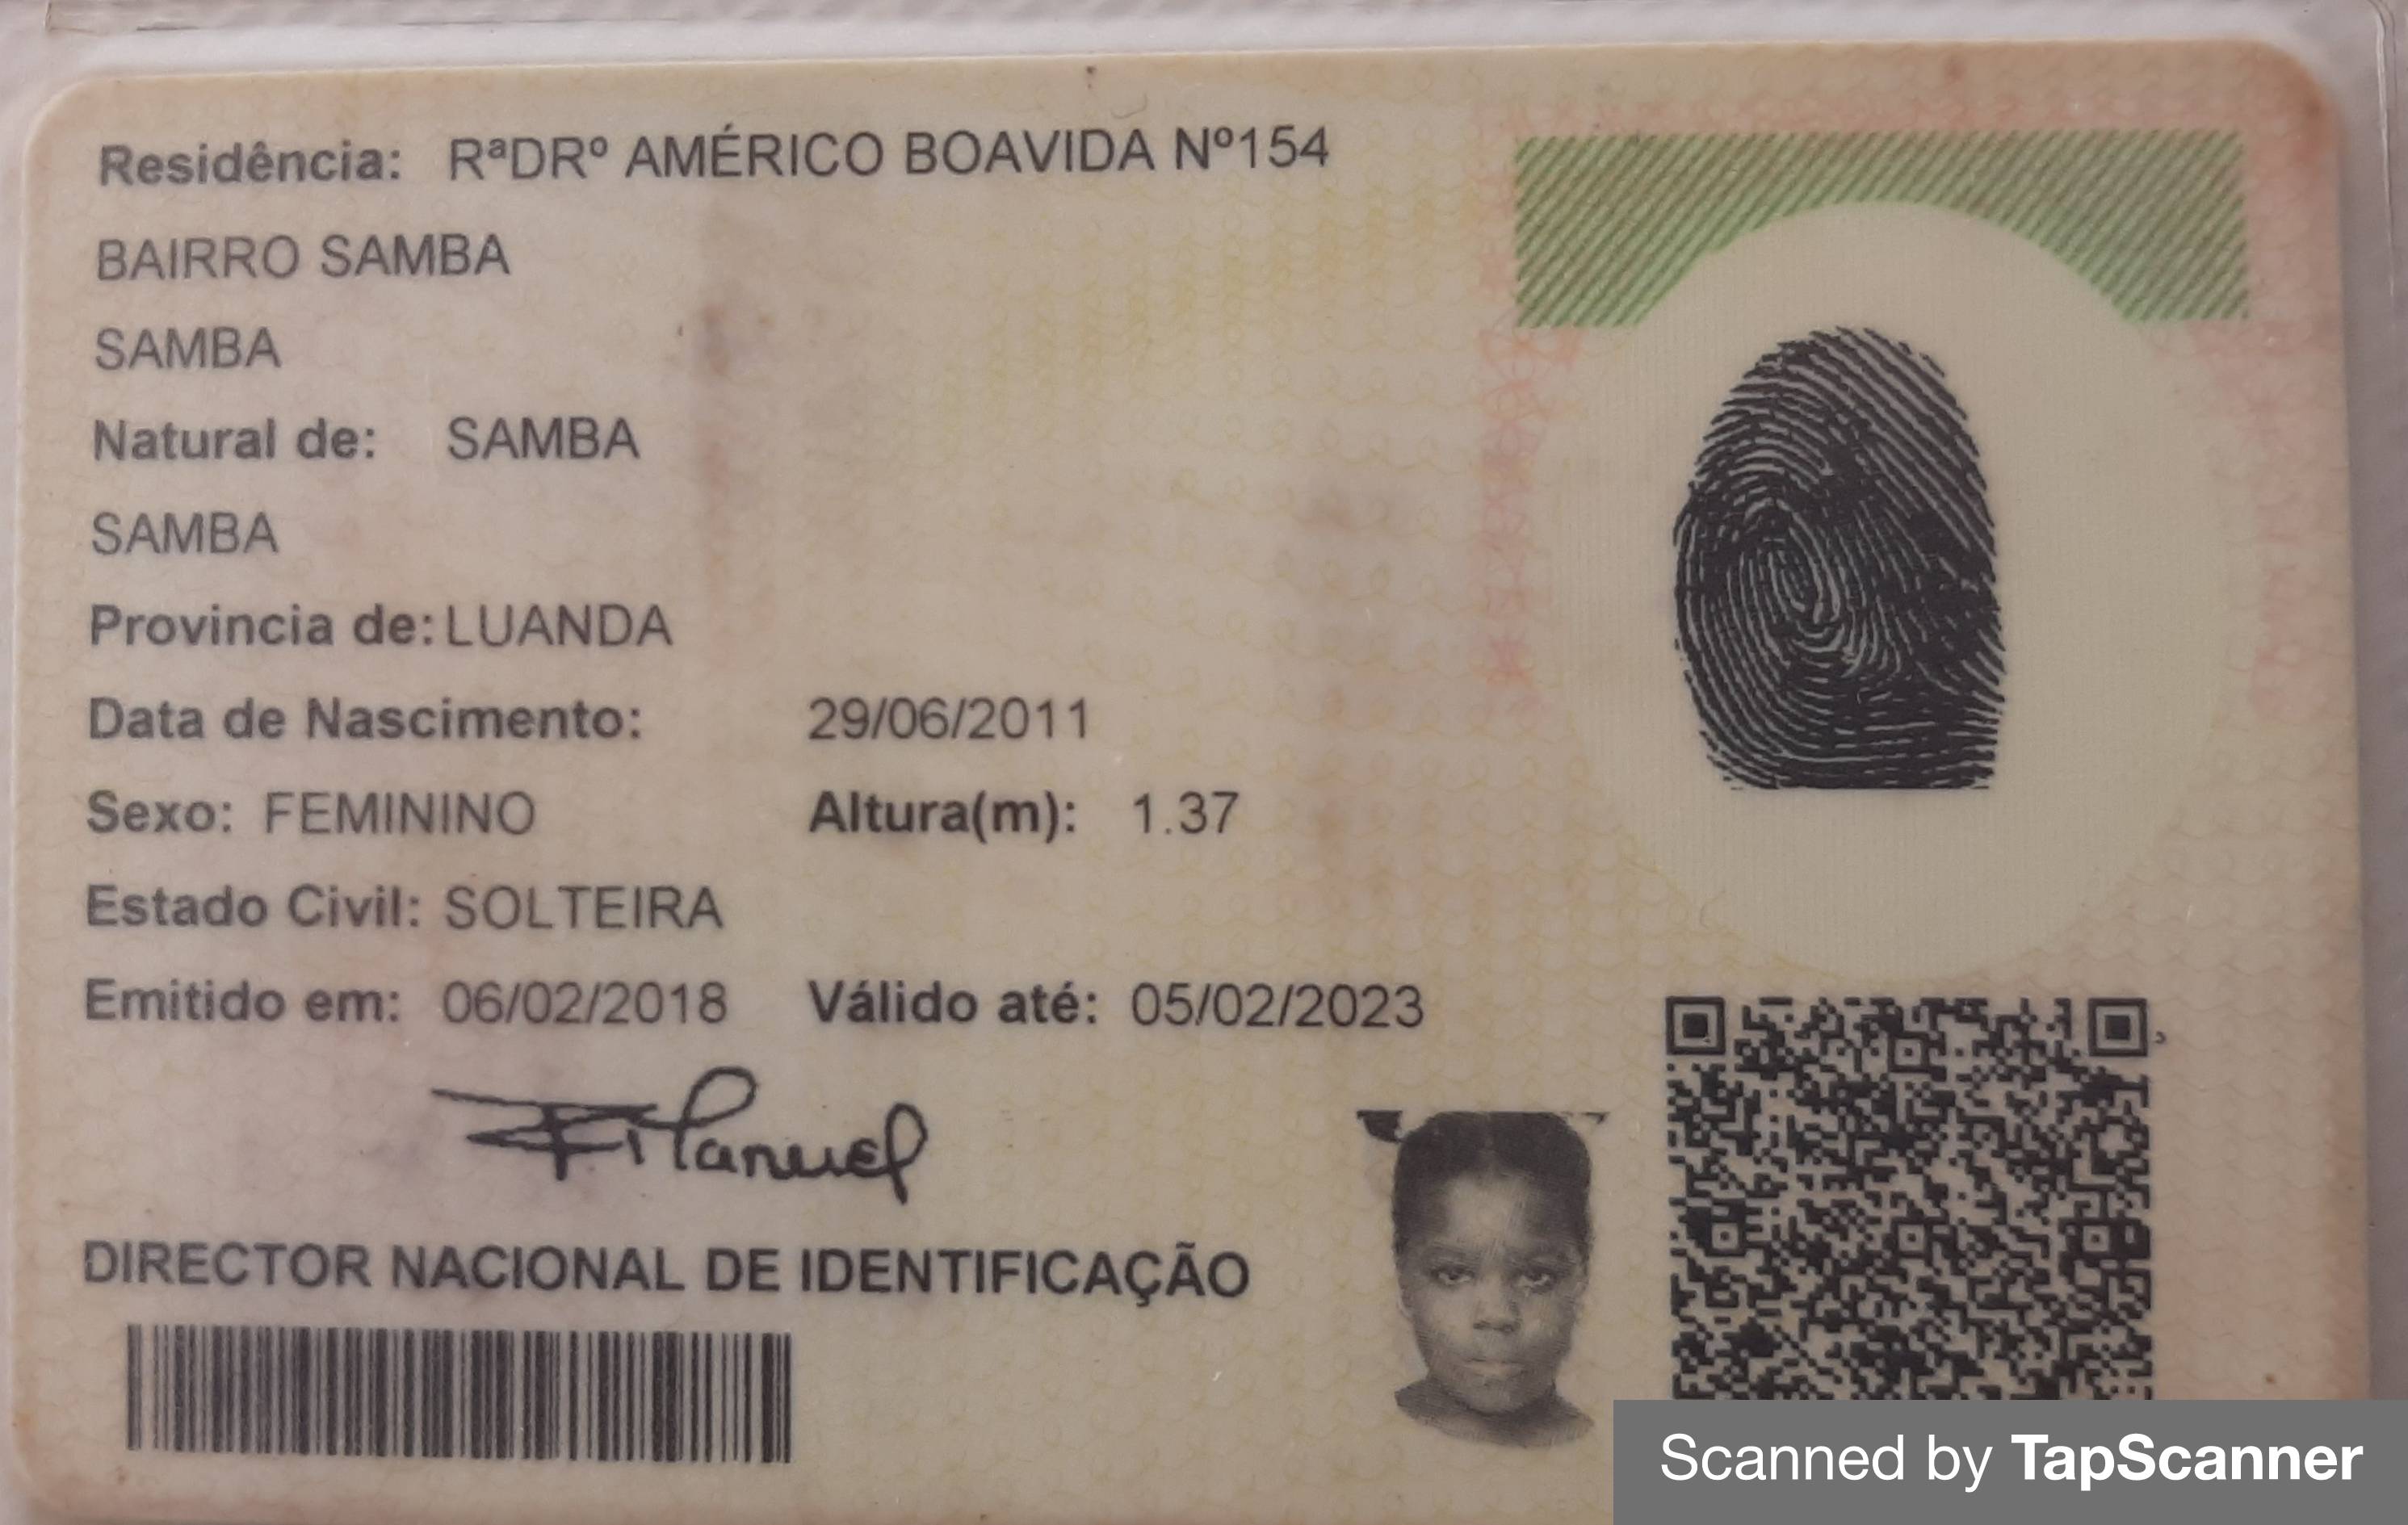 Residência: RªDRº AMÉRICO BOAVIDA Nº154
BAIRRO SAMBA
SAMBA
Natural de: SAMBA
SAMBA
Provincia de: LUANDA
Data de Nascimento: 29/06/2011
Sexo: FEMININO Altura(m): 1.37
Estado Civil: SOLTEIRA
Emitido em: 06/02/2018 Válido até: 05/02/2023
Manuel
DIRECTOR NACIONAL DE IDENTIFICAÇÃO
Scanned by TapScanner